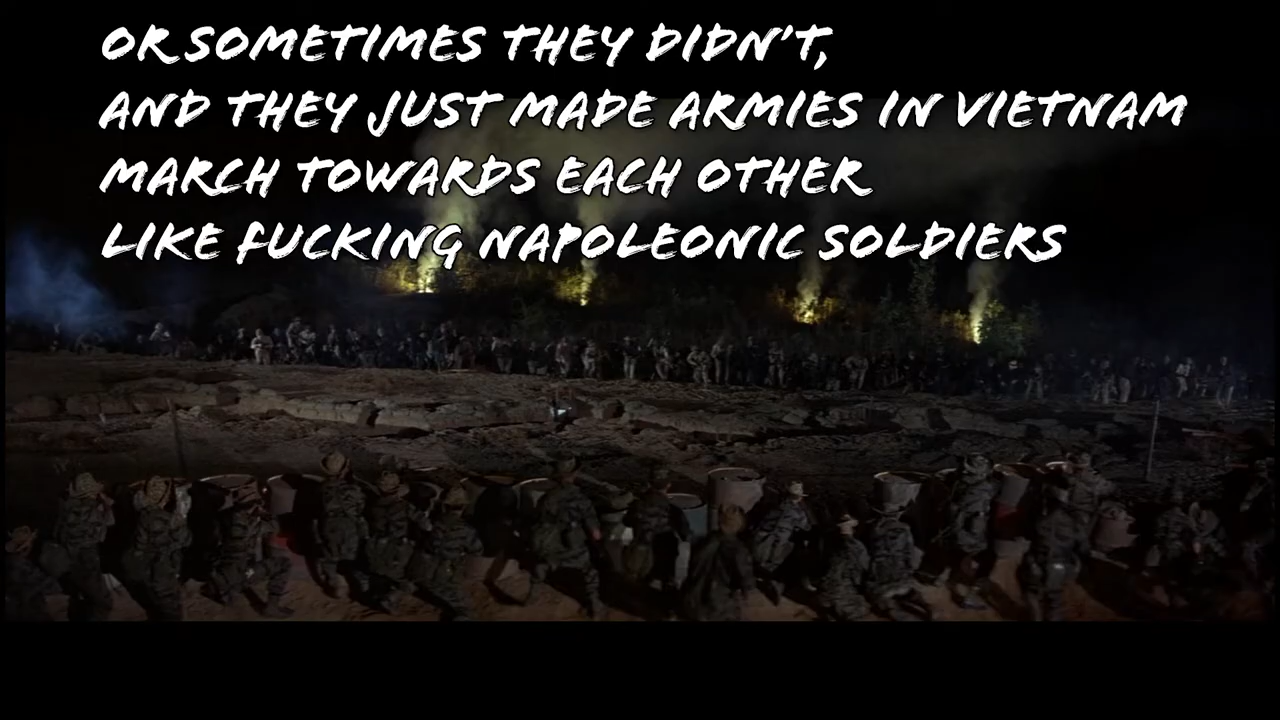 OR SOMETIMES THEY DIDN'T,
AND THEY JUST MADE ARMIES IN VIETNAM
MARCH TOWARDS EACH OTHER
LIKE FUCKING NAPOLEONIC SOLDIERS